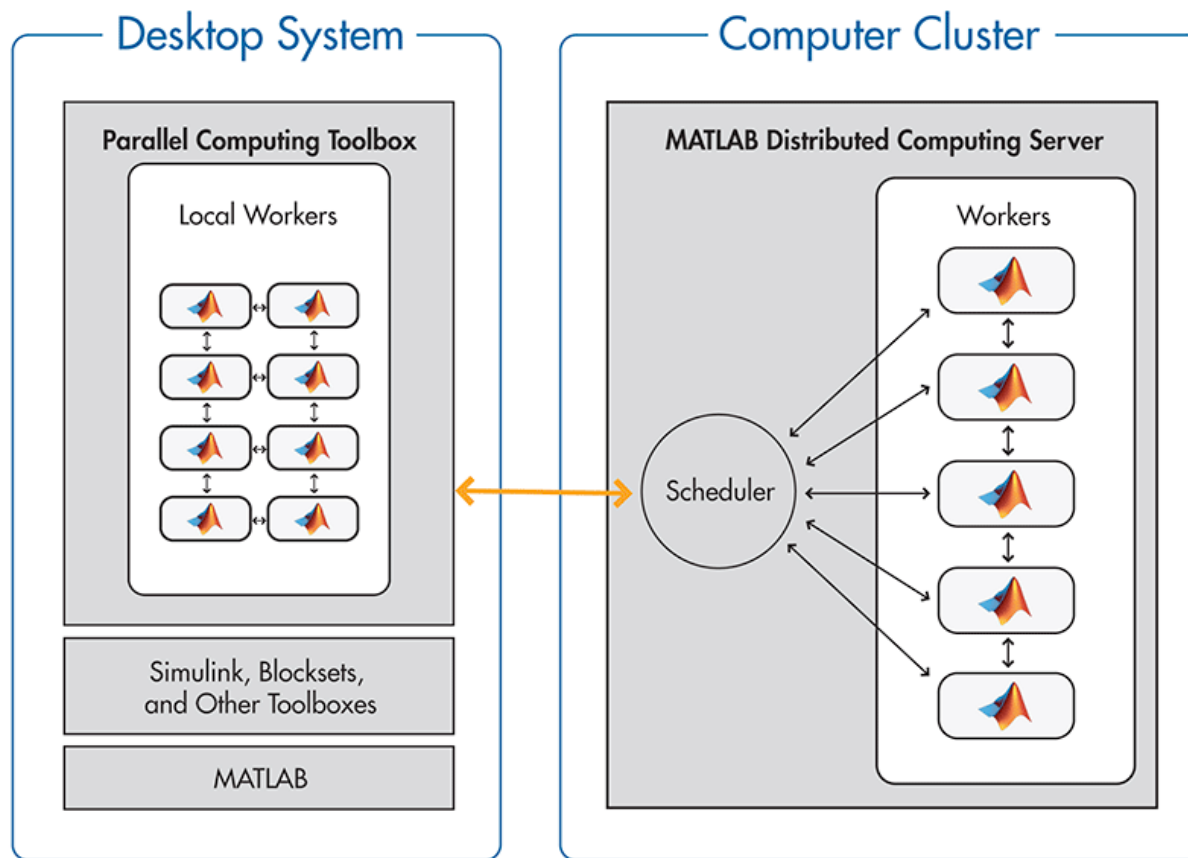 Desktop System
Parallel Computing Toolbox
Local Workers
Simulink, Blocksets,
and Other Toolboxes
MATLAB
Computer Cluster
MATLAB Distributed Computing Server
Workers
Scheduler